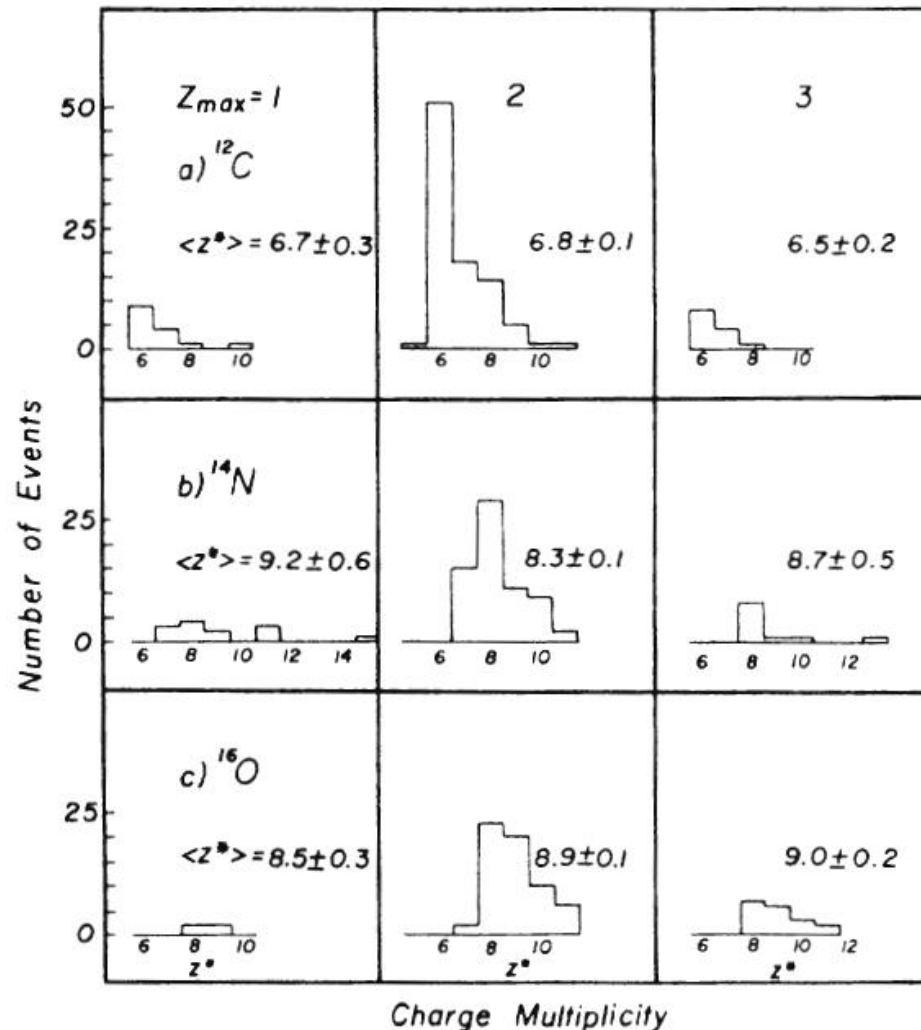 Z_max = 1 2 3
50
a) ¹²C
25
<z*> = 6.7±0.3 6.8±0.1 6.5±0.2
0
6 8 10 6 8 10 6 8 10
b) ¹⁴N
25
<z*> = 9.2±0.6 8.3±0.1 8.7±0.5
0
6 8 10 12 14 6 8 10 6 8 10 12
c) ¹⁶O
25
<z*> = 8.5±0.3 8.9±0.1 9.0±0.2
0
6 8 10 6 8 10 6 8 10 12
z* z* z*
Number of Events
Charge Multiplicity